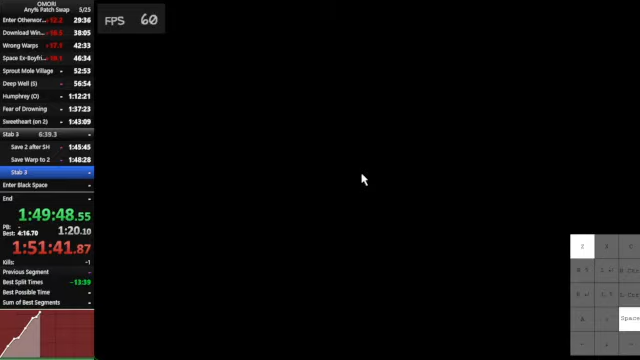 OMORI
Any% Patch Swap 5/25
Enter Otherwor... +12.2 29:36
Download Win... 38:05
Wrong Warps +17.1 42:33
Space Ex-Boyfri... 46:34
Sprout Mole Village - 52:53
Deep Well (S) - 56:54
Humphrey (O) - 1:12:21
Fear of Drowning - 1:37:23
Sweetheart (on 2) - 1:43:09
Stab 3 6:39.3
Save 2 after SH - 1:45:45
Save Warp to 2 - 1:48:28
Stab 3 -
Enter Black Space -
End -
1:49:48.55
PB: -
Best: 4:16.70 1:20.10
1:51:41.87
Kills: -1
Previous Segment -
Best Split Times -13:39
Best Possible Time -
Sum of Best Segments -
FPS 60
Z
Space